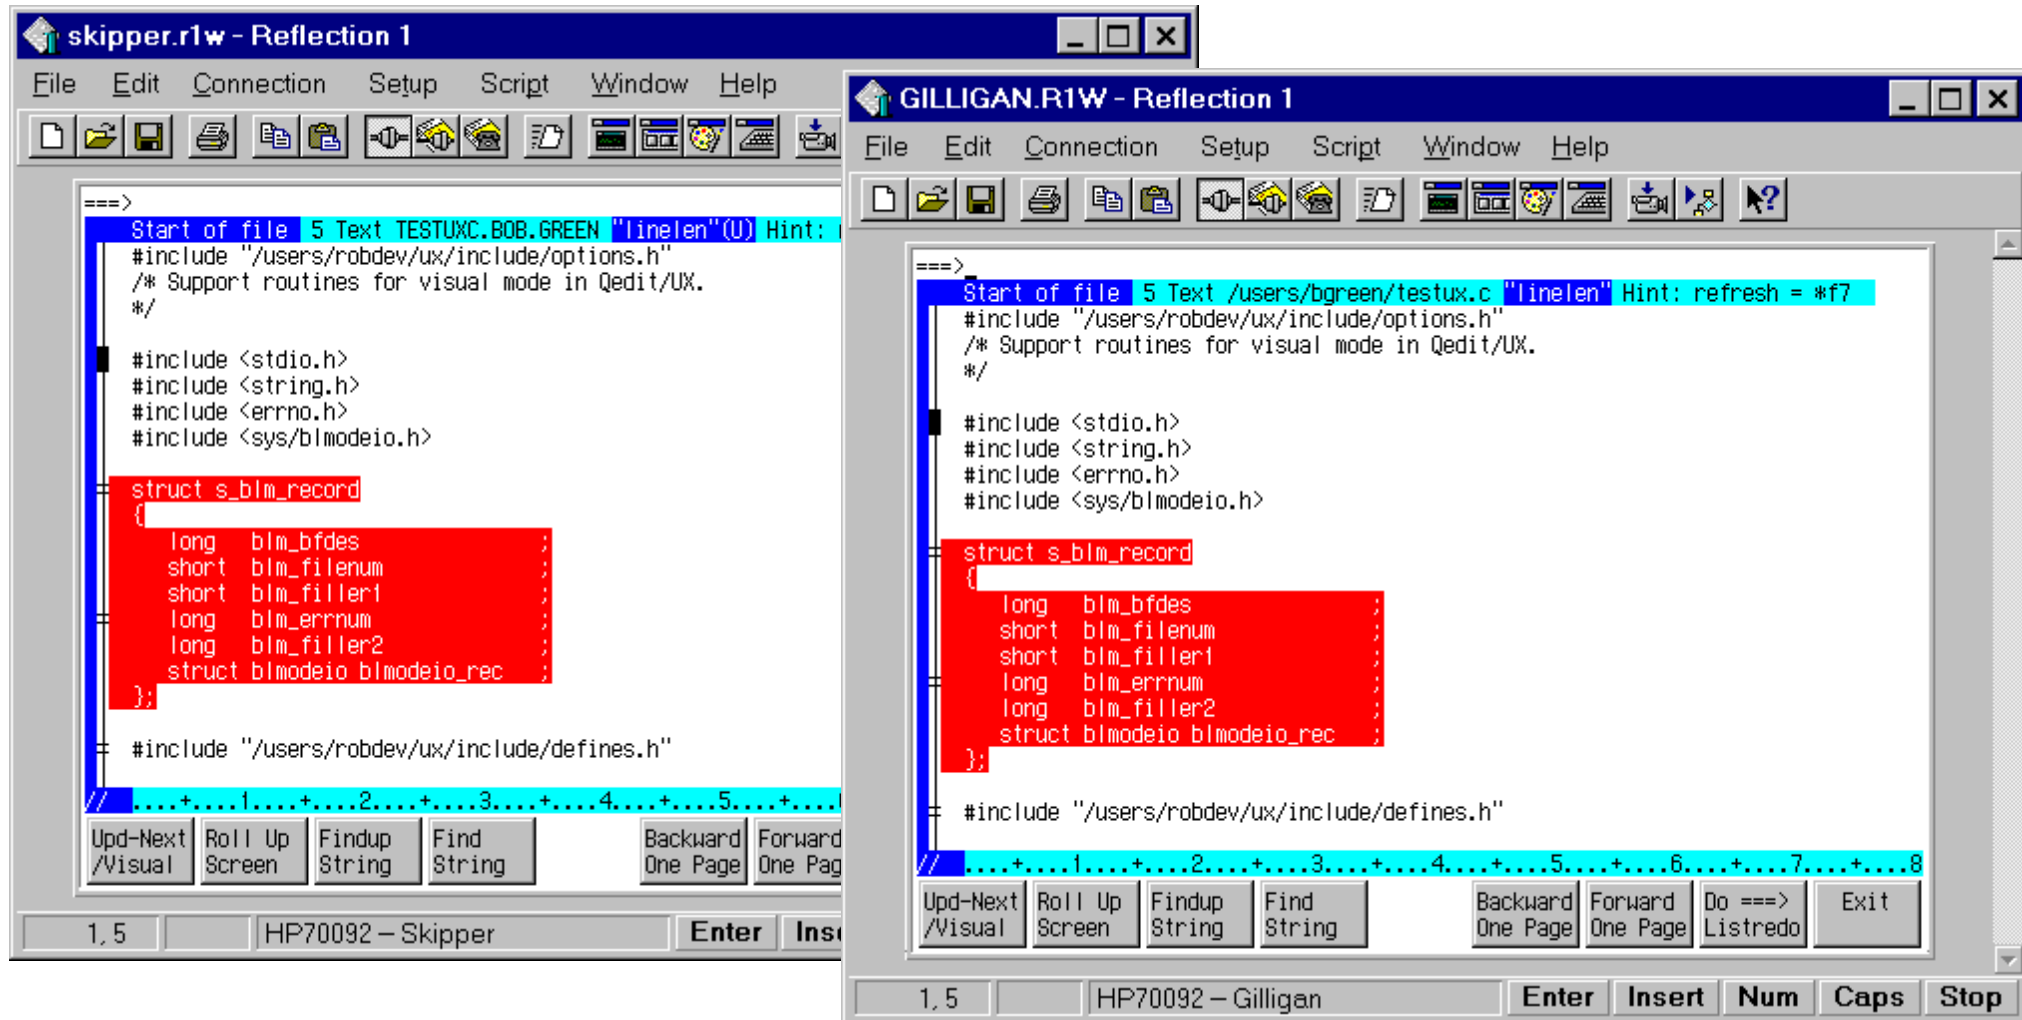 skipper.r1w - Reflection 1
File Edit Connection Setup Script Window Help
===>
Start of file 5 Text TESTUXC.BOB.GREEN "linelen"(U) Hint:
#include "/users/robdev/ux/include/options.h"
/* Support routines for visual mode in Qedit/UX.
*/
#include <stdio.h>
#include <string.h>
#include <errno.h>
#include <sys/blmodeio.h>
struct s_blm_record
{
long blm_bfdes ;
short blm_filenum ;
short blm_filler1 ;
long blm_errnum ;
long blm_filler2 ;
struct blmodeio blmodeio_rec ;
};
#include "/users/robdev/ux/include/defines.h"
// ....+....1....+....2....+....3....+....4....+....5....+....
Upd-Next Roll Up Findup Find Backward Forward
/Visual Screen String String One Page One Pag
1, 5 HP70092 – Skipper Enter Inse
GILLIGAN.R1W - Reflection 1
File Edit Connection Setup Script Window Help
===>_
Start of file 5 Text /users/bgreen/testux.c "linelen" Hint: refresh = *f7
#include "/users/robdev/ux/include/options.h"
/* Support routines for visual mode in Qedit/UX.
*/
#include <stdio.h>
#include <string.h>
#include <errno.h>
#include <sys/blmodeio.h>
struct s_blm_record
{
long blm_bfdes ;
short blm_filenum ;
short blm_filler1 ;
long blm_errnum ;
long blm_filler2 ;
struct blmodeio blmodeio_rec ;
};
#include "/users/robdev/ux/include/defines.h"
// ....+....1....+....2....+....3....+....4....+....5....+....6....+....7....+....8
Upd-Next Roll Up Findup Find Backward Forward Do ===> Exit
/Visual Screen String String One Page One Page Listredo
1, 5 HP70092 – Gilligan Enter Insert Num Caps Stop